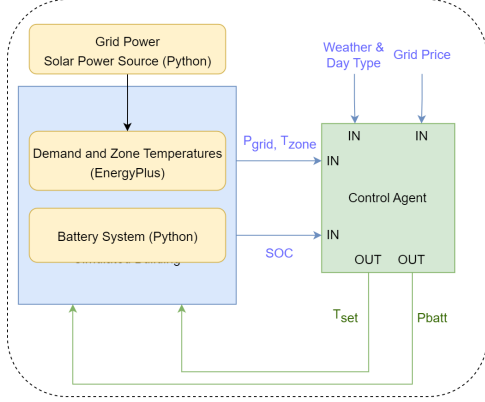 Grid Power
Solar Power Source (Python)
Weather &
Day Type
Grid Price
Demand and Zone Temperatures
(EnergyPlus)
Pgrid, Tzone
IN
IN
IN
Control Agent
Battery System (Python)
IN
SOC
OUT
OUT
Tset
Pbatt